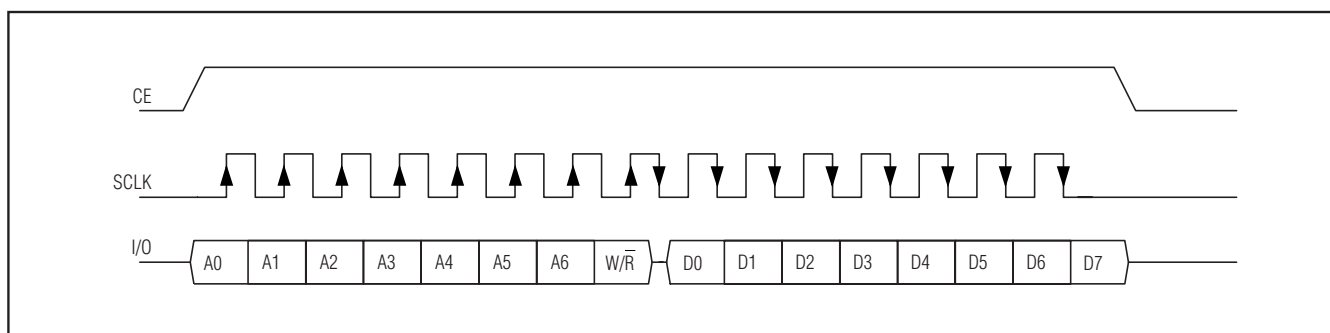 CE
SCLK
I/O
A0 A1 A2 A3 A4 A5 A6 W/R̅ D0 D1 D2 D3 D4 D5 D6 D7